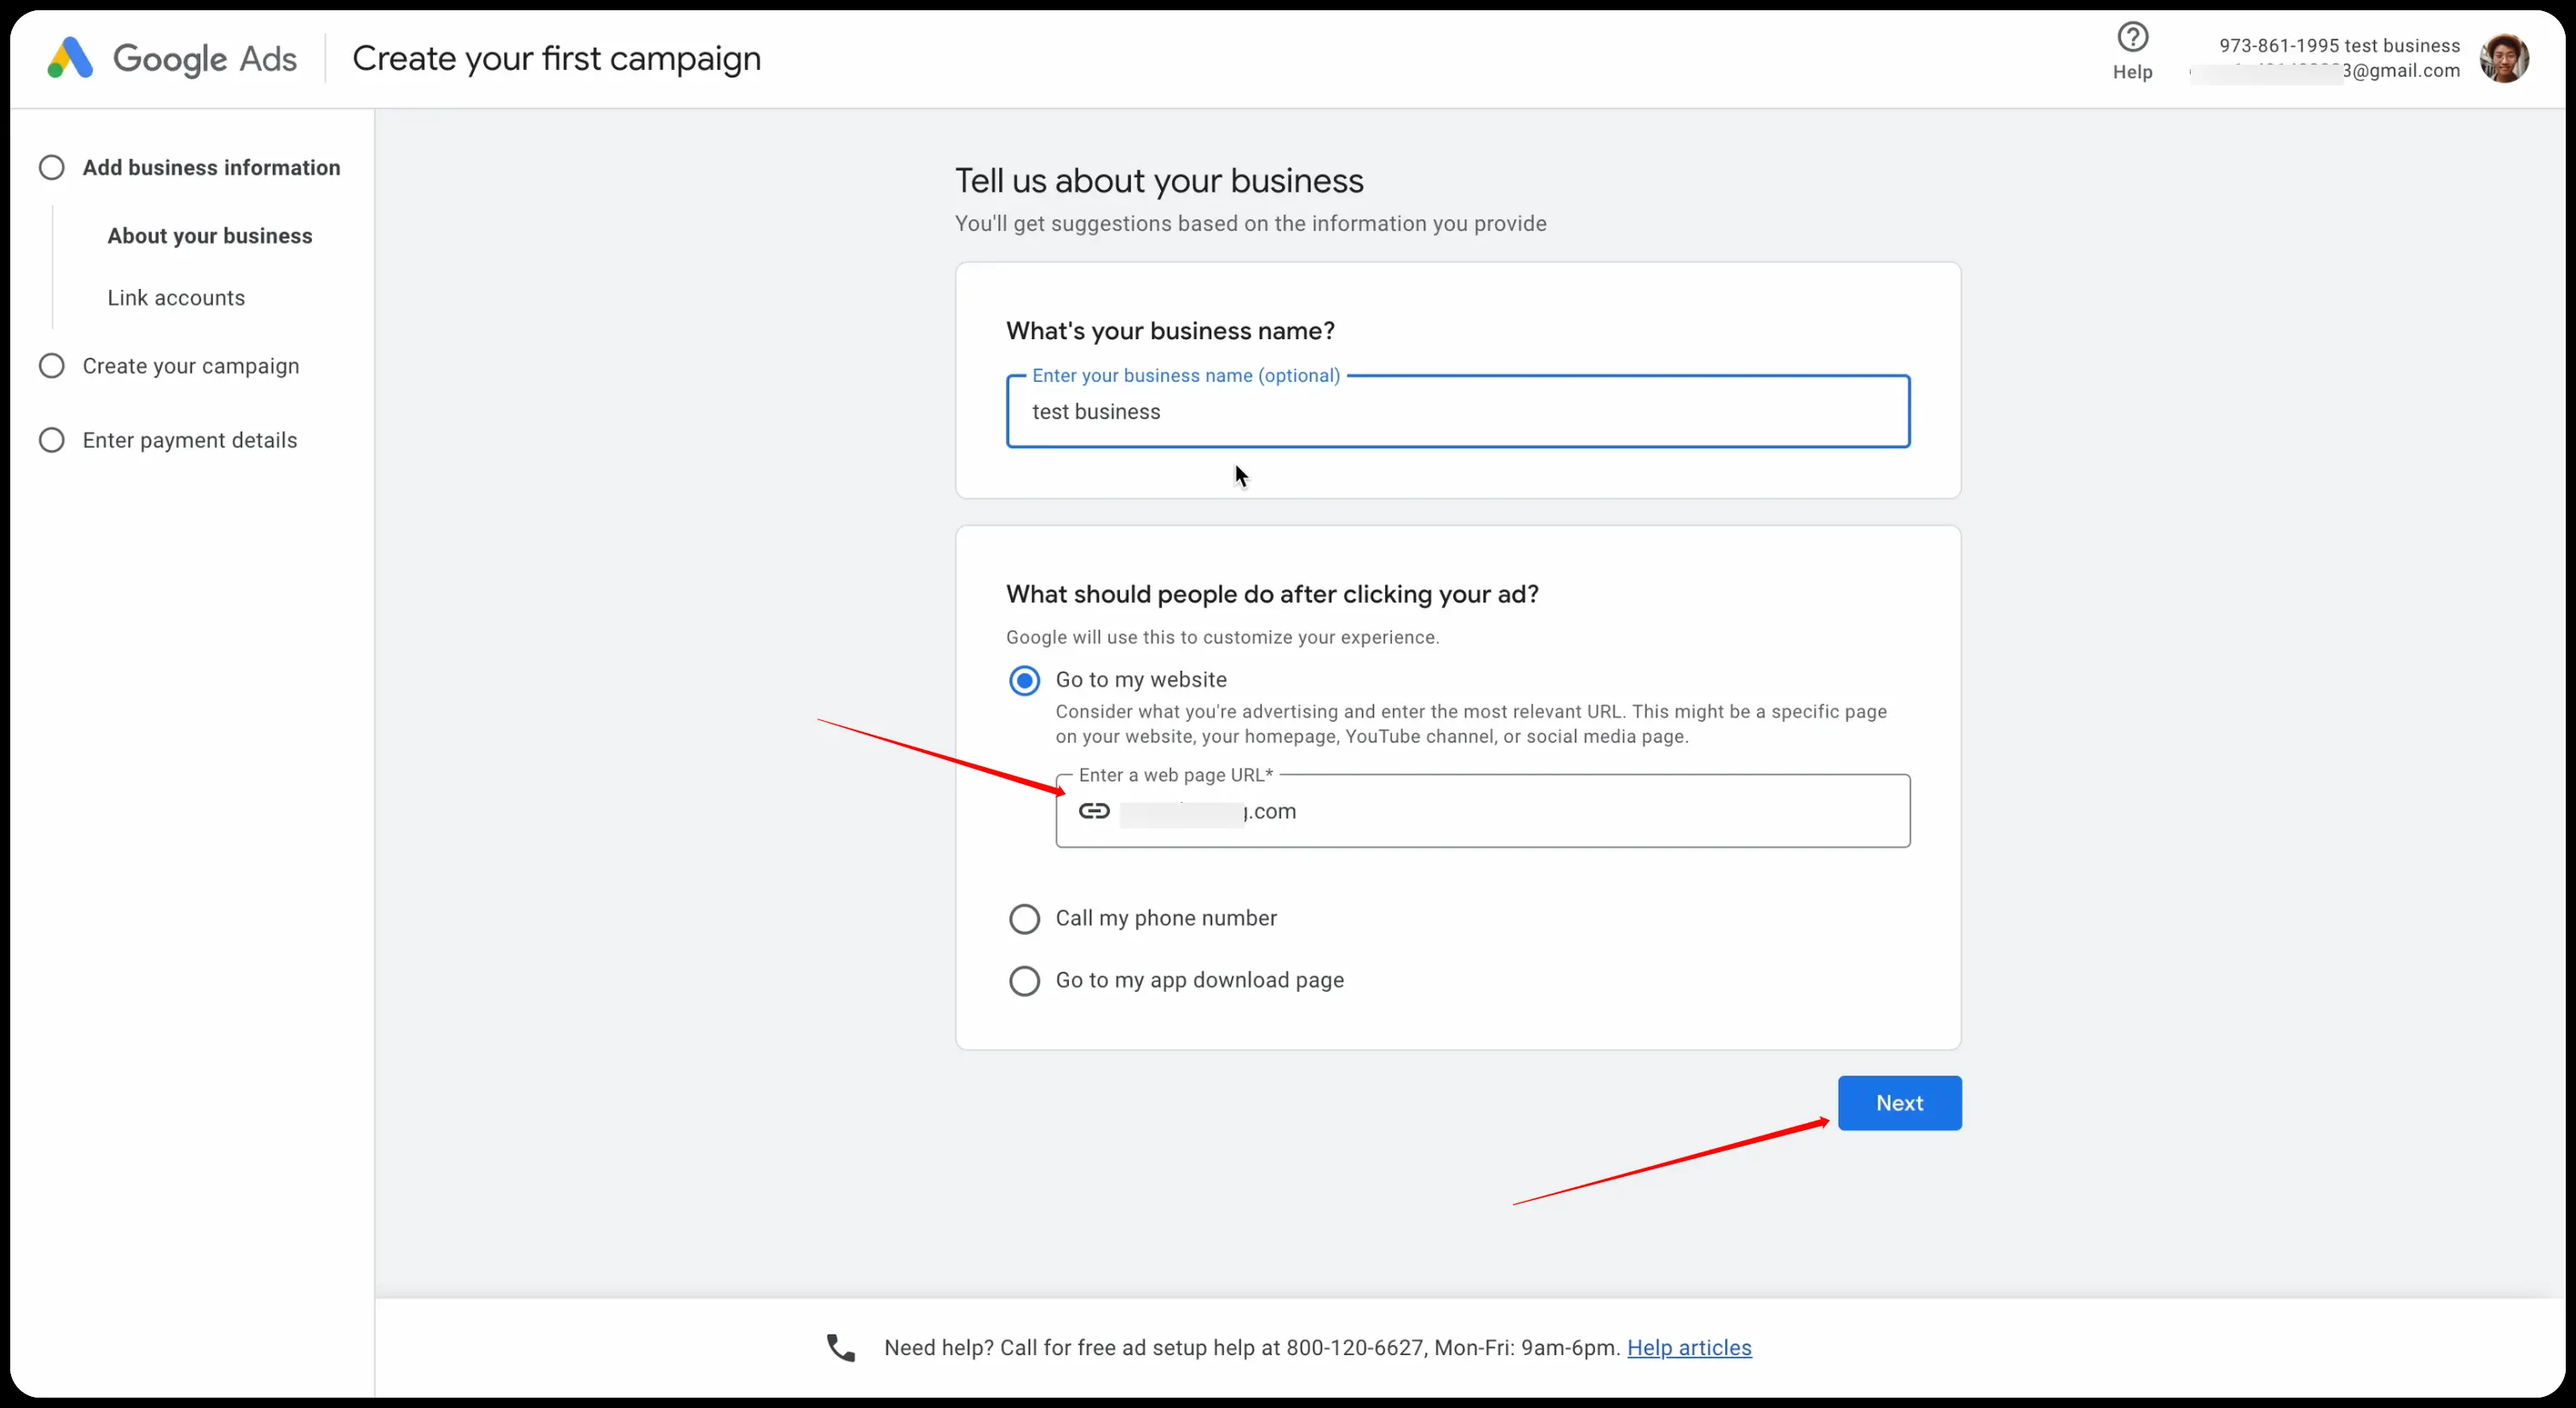 Google Ads
Create your first campaign
Help
973-861-1995 test business
3@gmail.com
Add business information
About your business
Link accounts
Create your campaign
Enter payment details
Tell us about your business
You'll get suggestions based on the information you provide
What's your business name?
Enter your business name (optional)
test business
What should people do after clicking your ad?
Google will use this to customize your experience.
Go to my website
Consider what you're advertising and enter the most relevant URL. This might be a specific page
on your website, your homepage, YouTube channel, or social media page.
Enter a web page URL*
.com
Call my phone number
Go to my app download page
Next
Need help? Call for free ad setup help at 800-120-6627, Mon-Fri: 9am-6pm. Help articles